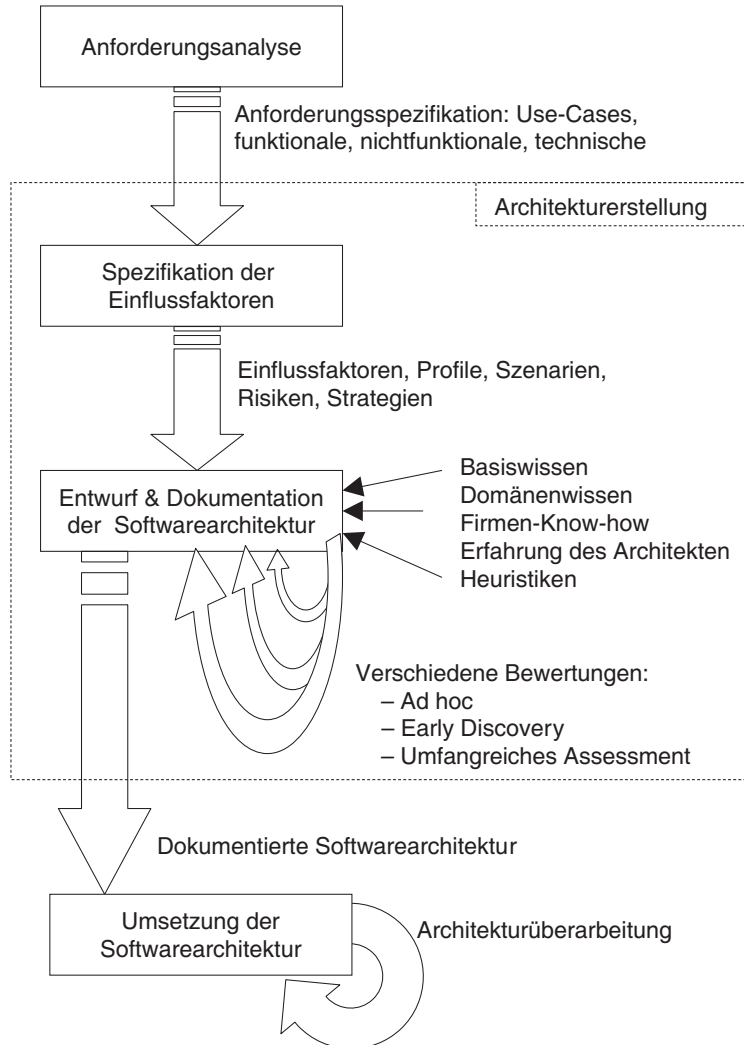 Anforderungsanalyse
Anforderungsspezifikation: Use-Cases,
funktionale, nichtfunktionale, technische
Architekturerstellung
Spezifikation der
Einflussfaktoren
Einflussfaktoren, Profile, Szenarien,
Risiken, Strategien
Entwurf & Dokumentation
der Softwarearchitektur
Basiswissen
Domänenwissen
Firmen-Know-how
Erfahrung des Architekten
Heuristiken
Verschiedene Bewertungen:
– Ad hoc
– Early Discovery
– Umfangreiches Assessment
Dokumentierte Softwarearchitektur
Umsetzung der
Softwarearchitektur
Architekturüberarbeitung